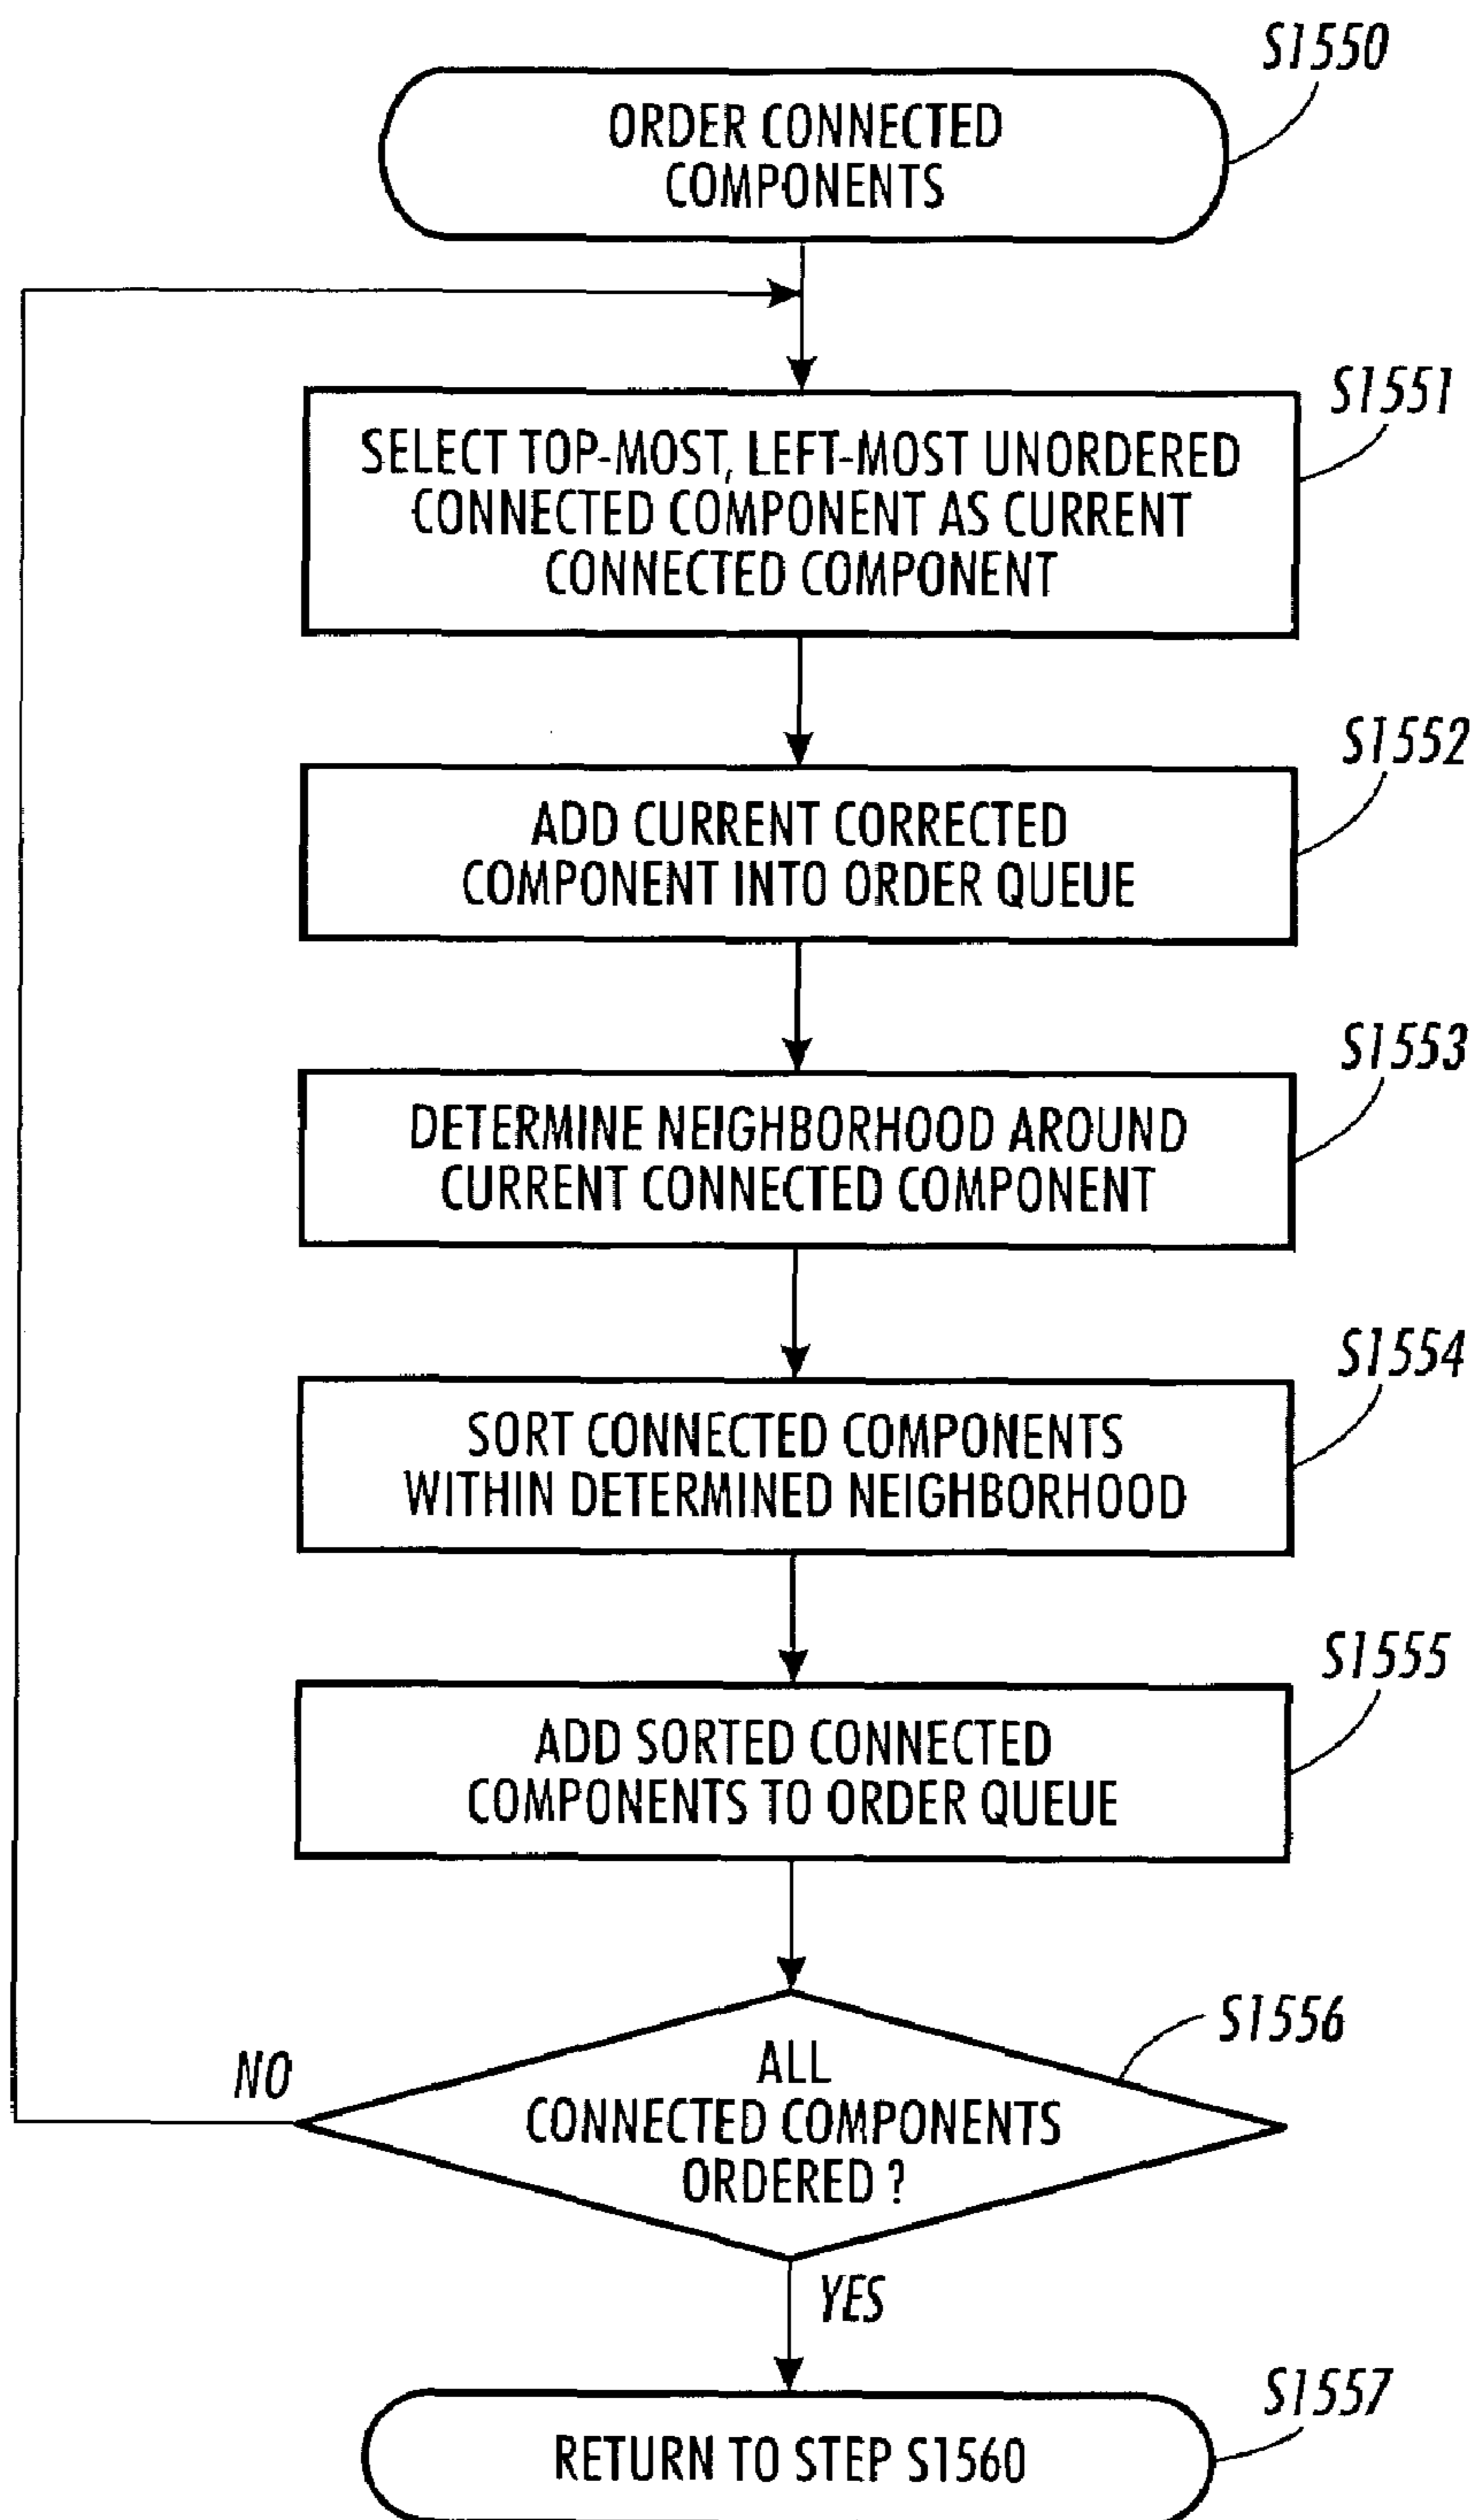 S1550
ORDER CONNECTED
COMPONENTS
S1551
SELECT TOP-MOST, LEFT-MOST UNORDERED
CONNECTED COMPONENT AS CURRENT
CONNECTED COMPONENT
S1552
ADD CURRENT CORRECTED
COMPONENT INTO ORDER QUEUE
S1553
DETERMINE NEIGHBORHOOD AROUND
CURRENT CONNECTED COMPONENT
S1554
SORT CONNECTED COMPONENTS
WITHIN DETERMINED NEIGHBORHOOD
S1555
ADD SORTED CONNECTED
COMPONENTS TO ORDER QUEUE
S1556
NO
ALL
CONNECTED COMPONENTS
ORDERED ?
YES
S1557
RETURN TO STEP S1560